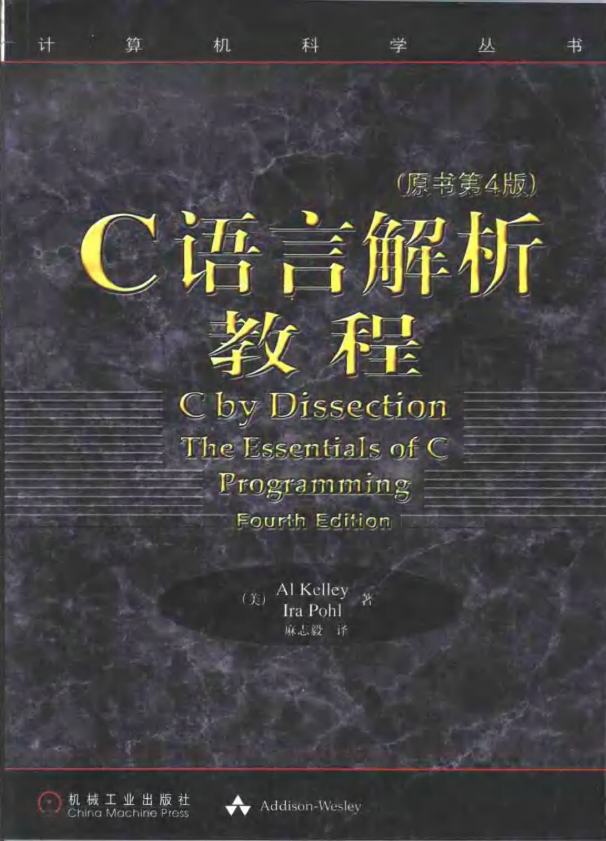 计算机科学丛书
(原书第4版)
C语言解析
教程
C by Dissection
The Essentials of C
Programming
Fourth Edition
(美) Al Kelley 著
Ira Pohl
麻志毅 译
机械工业出版社
China Machine Press
Addison-Wesley